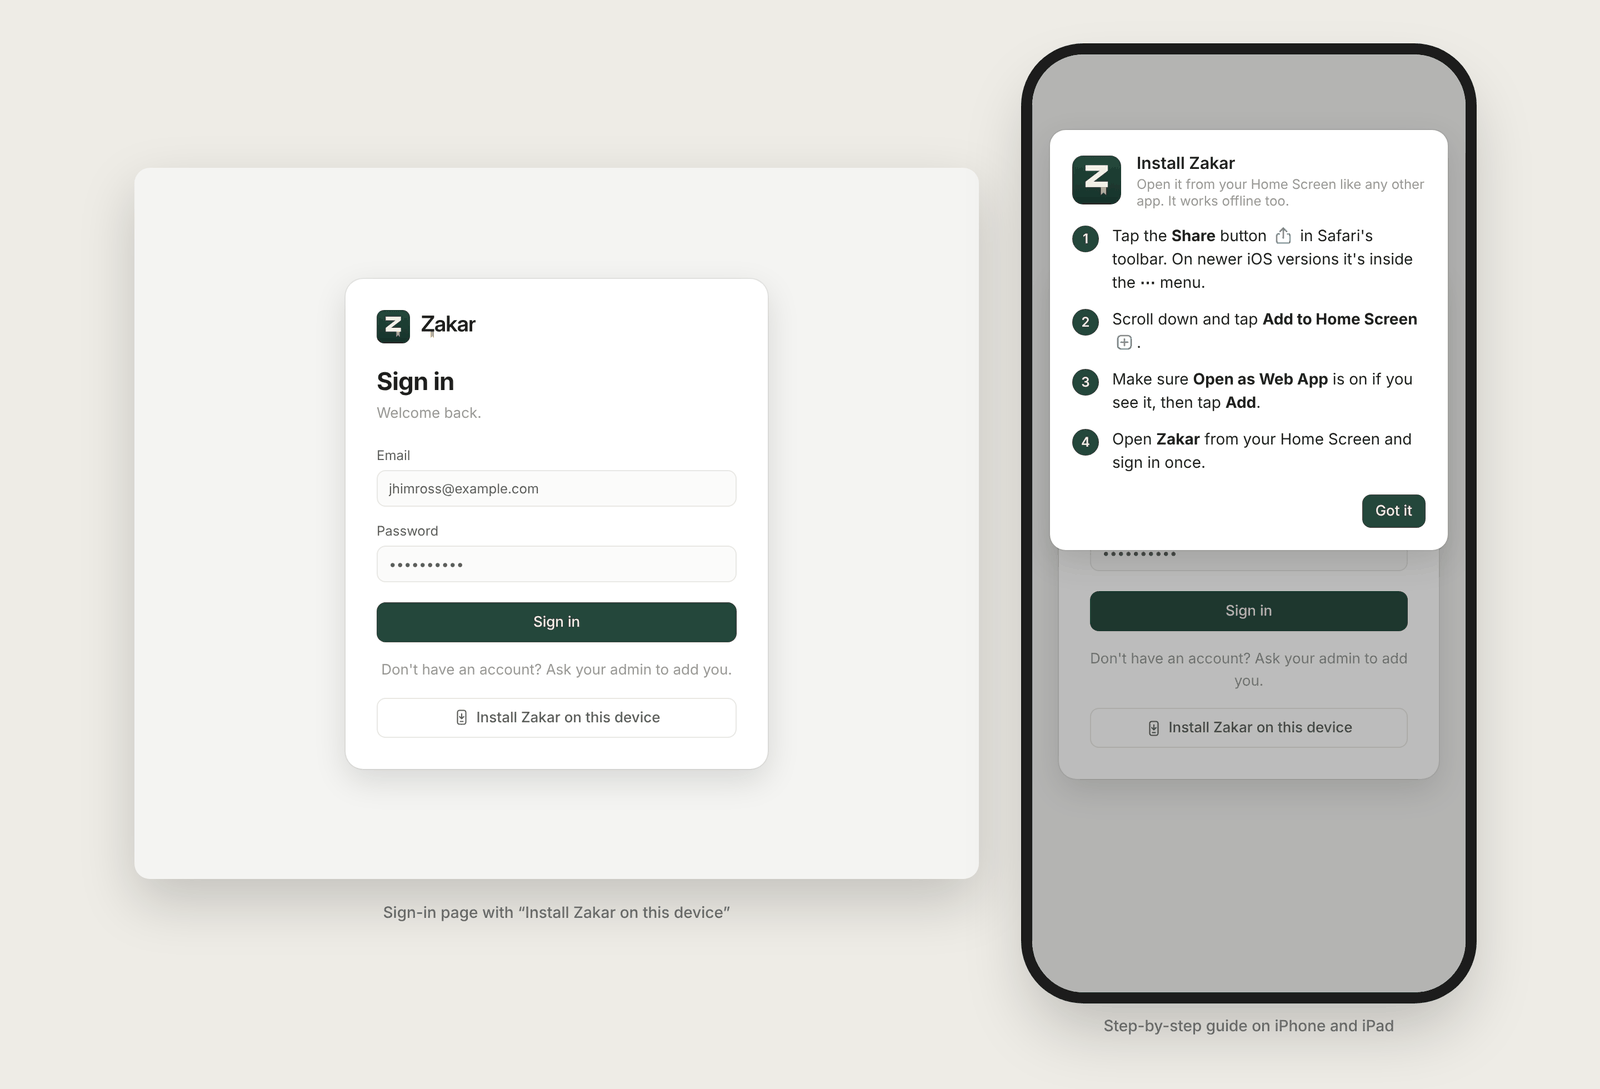 Zakar
Sign in
Welcome back.
Email
jhimross@example.com
Password
••••••••••
Sign in
Don't have an account? Ask your admin to add you.
Install Zakar on this device
Sign-in page with “Install Zakar on this device”
Install Zakar
Open it from your Home Screen like any other
app. It works offline too.
1 Tap the Share button in Safari's
toolbar. On newer iOS versions it's inside
the ··· menu.
2 Scroll down and tap Add to Home Screen
.
3 Make sure Open as Web App is on if you
see it, then tap Add.
4 Open Zakar from your Home Screen and
sign in once.
Got it
••••••••••
Sign in
Don't have an account? Ask your admin to add
you.
Install Zakar on this device
Step-by-step guide on iPhone and iPad